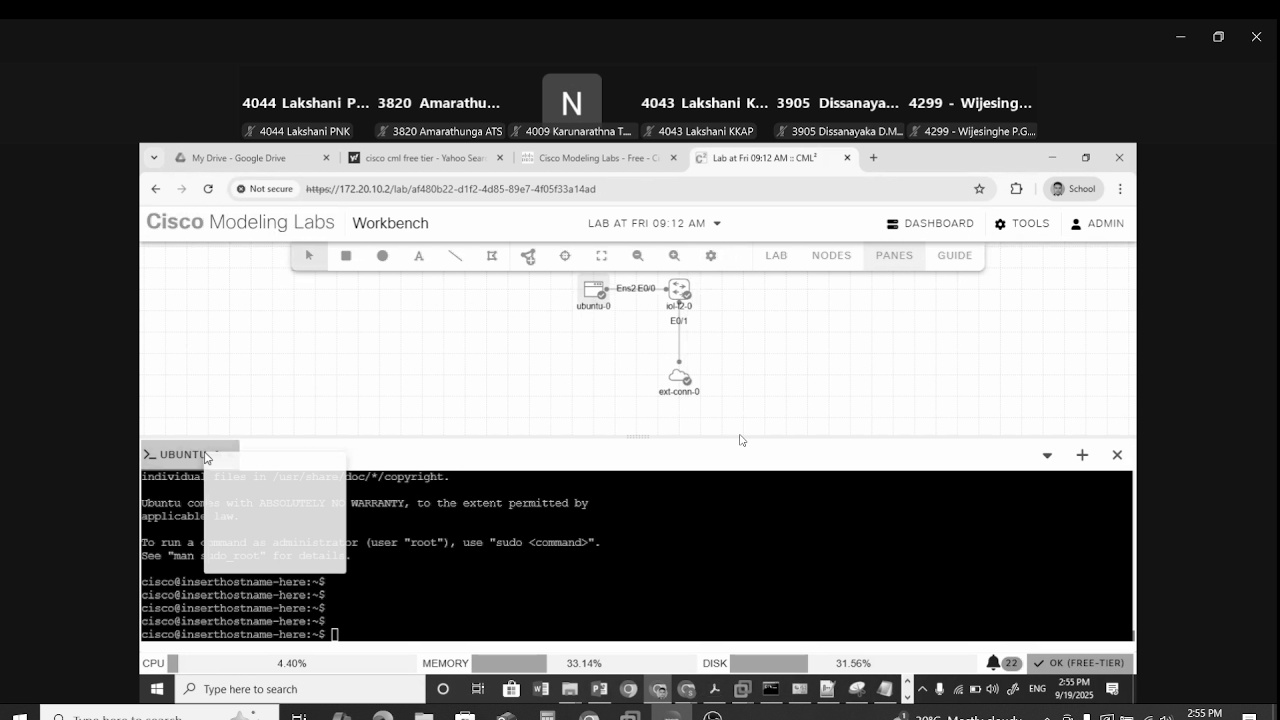 4044 Lakshani P... 3820 Amarathu... N 4043 Lakshani K... 3905 Dissanaya... 4299 - Wijesing...
4044 Lakshani PNK 3820 Amarathunga ATS 4009 Karunarathna T... 4043 Lakshani KKAP 3905 Dissanayaka D.M... 4299 - Wijesinghe P.G....
My Drive - Google Drive cisco cml free tier - Yahoo Sear Cisco Modeling Labs - Free - C Lab at Fri 09:12 AM :: CML²
Not secure https://172.20.10.2/lab/af480b22-d1f2-4d85-89e7-4f05f33a14ad School
Cisco Modeling Labs Workbench LAB AT FRI 09:12 AM DASHBOARD TOOLS ADMIN
A LAB NODES PANES GUIDE
Ens2 E0/0
ubuntu-0 iol-l2-0
E0/1
ext-conn-0
>_ UBUNTU
individual files in /usr/share/doc/*/copyright.
Ubuntu comes with ABSOLUTELY NO WARRANTY, to the extent permitted by
applicable law.
To run a command as administrator (user "root"), use "sudo <command>".
See "man sudo_root" for details.
cisco@inserthostname-here:~$
cisco@inserthostname-here:~$
cisco@inserthostname-here:~$
cisco@inserthostname-here:~$
cisco@inserthostname-here:~$
CPU 4.40% MEMORY 33.14% DISK 31.56% 22 OK (FREE-TIER)
Type here to search ENG 2:55 PM
9/19/2025
Type here to search Mostly cloudy ENG 2:55 PM